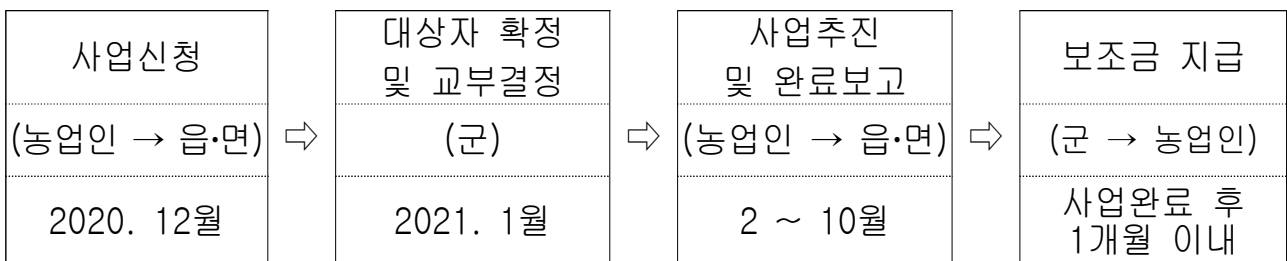 사업신청
(농업인 → 읍·면)
2020. 12월
⇨
대상자 확정
및 교부결정
(군)
2021. 1월
⇨
사업추진
및 완료보고
(농업인 → 읍·면)
2 ~ 10월
⇨
보조금 지급
(군 → 농업인)
사업완료 후
1개월 이내